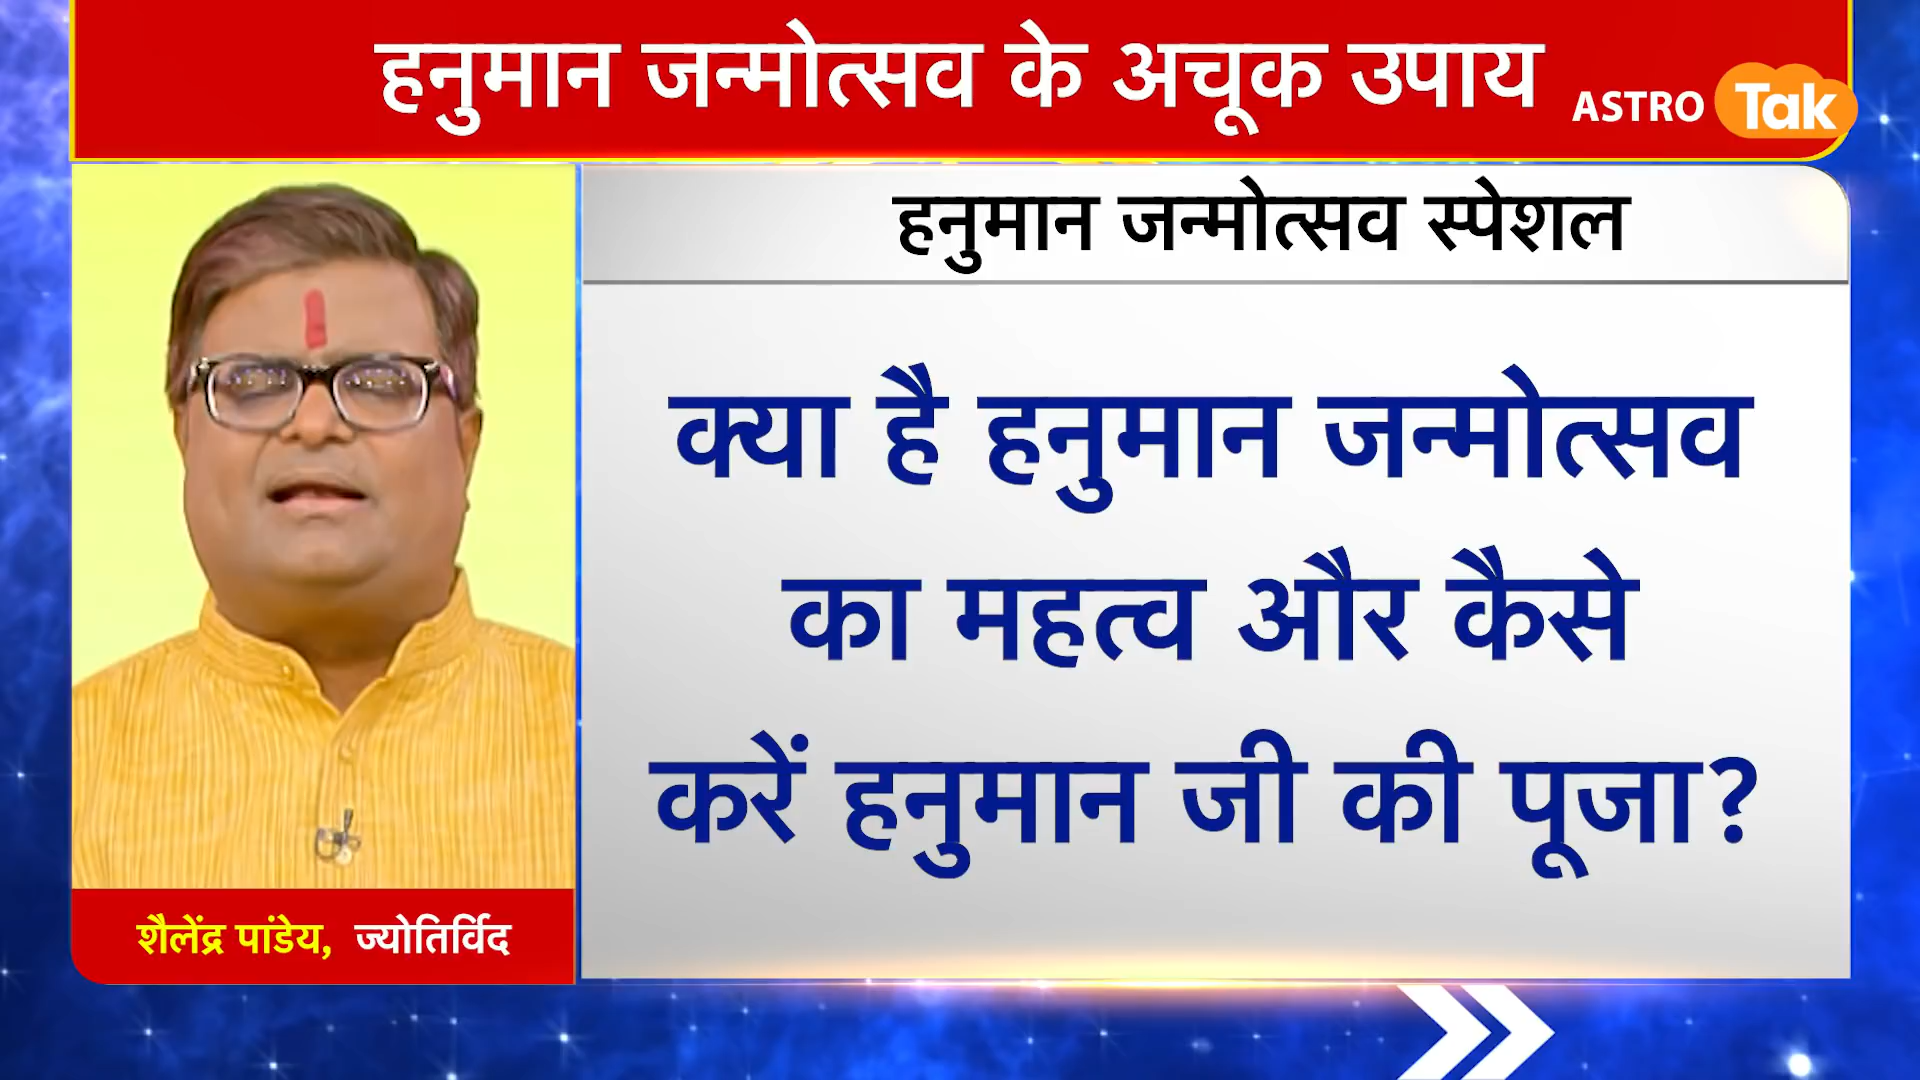 हनुमान जन्मोत्सव के अचूक उपाय
ASTRO Tak
हनुमान जन्मोत्सव स्पेशल
क्या है हनुमान जन्मोत्सव
का महत्व और कैसे
करें हनुमान जी की पूजा?
शैलेंद्र पांडेय, ज्योतिर्विद